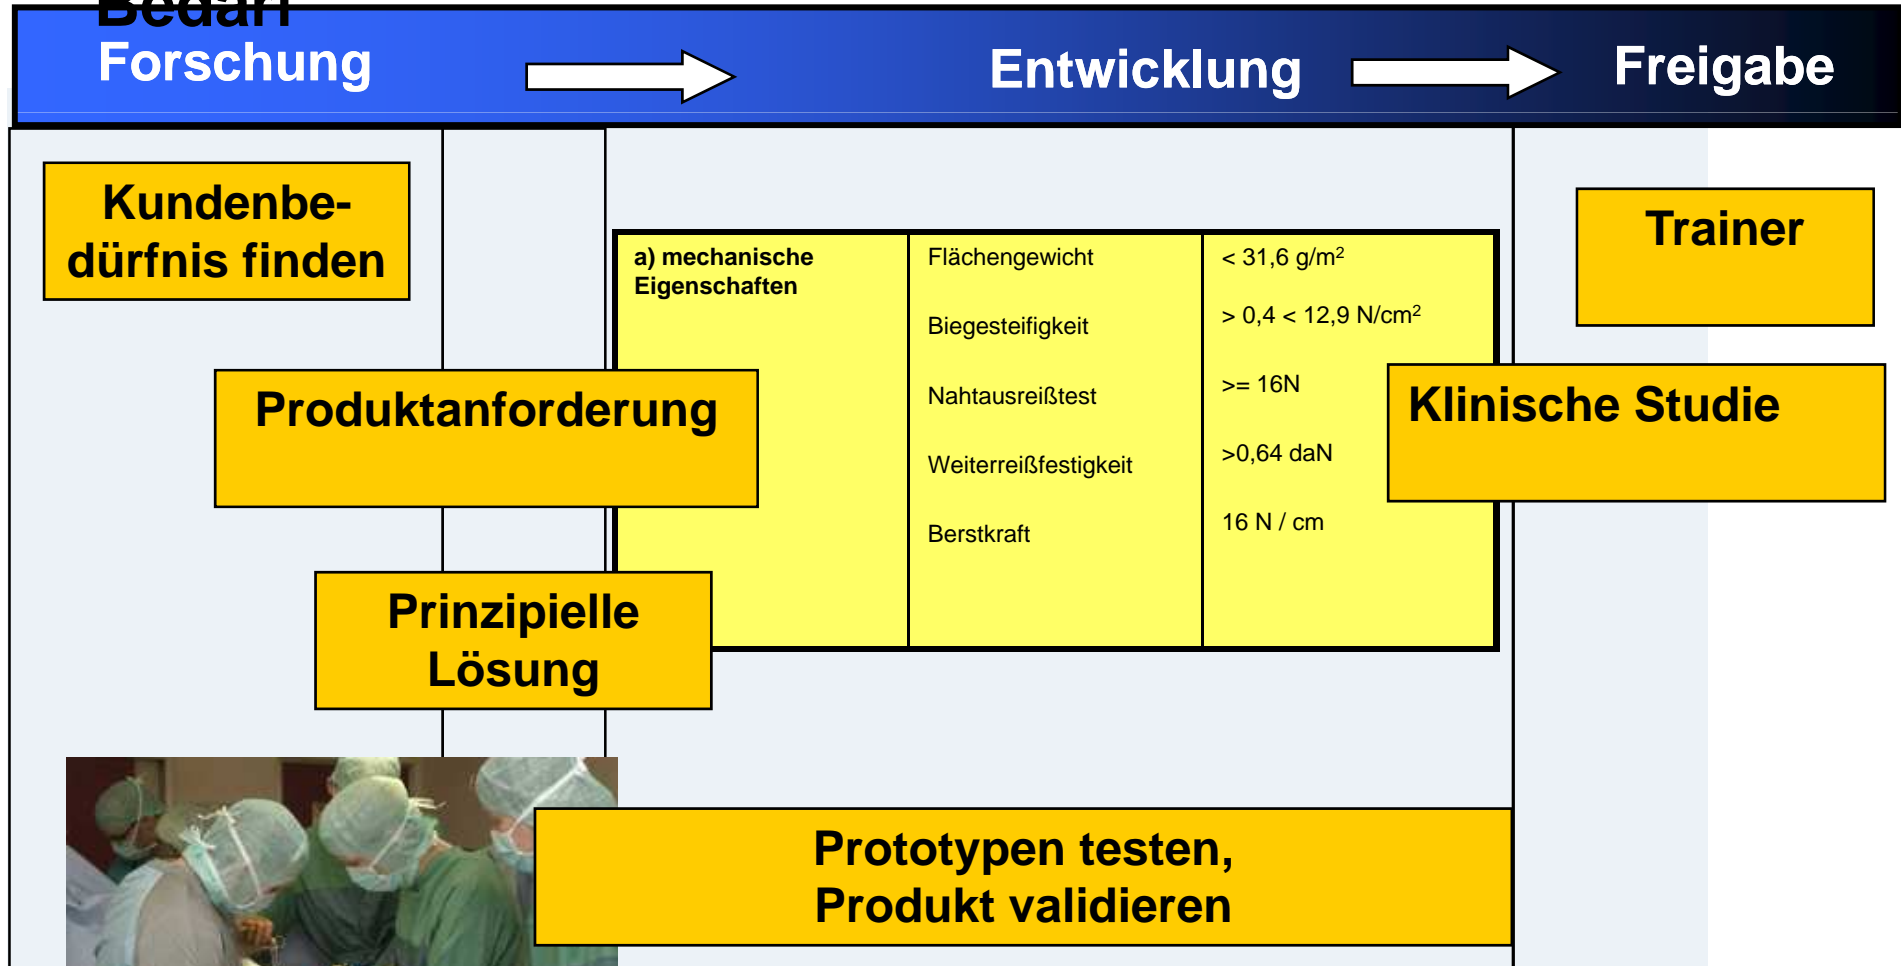 Bedarf
Forschung
Entwicklung
Freigabe
Kundenbe-
dürfnis finden
Trainer
a) mechanische
Eigenschaften
Flächengewicht
< 31,6 g/m²
Biegesteifigkeit
> 0,4 < 12,9 N/cm²
Nahtausreißtest
>= 16N
Weiterreißfestigkeit
>0,64 daN
Berstkraft
16 N / cm
Produktanforderung
Klinische Studie
Prinzipielle
Lösung
Prototypen testen,
Produkt validieren